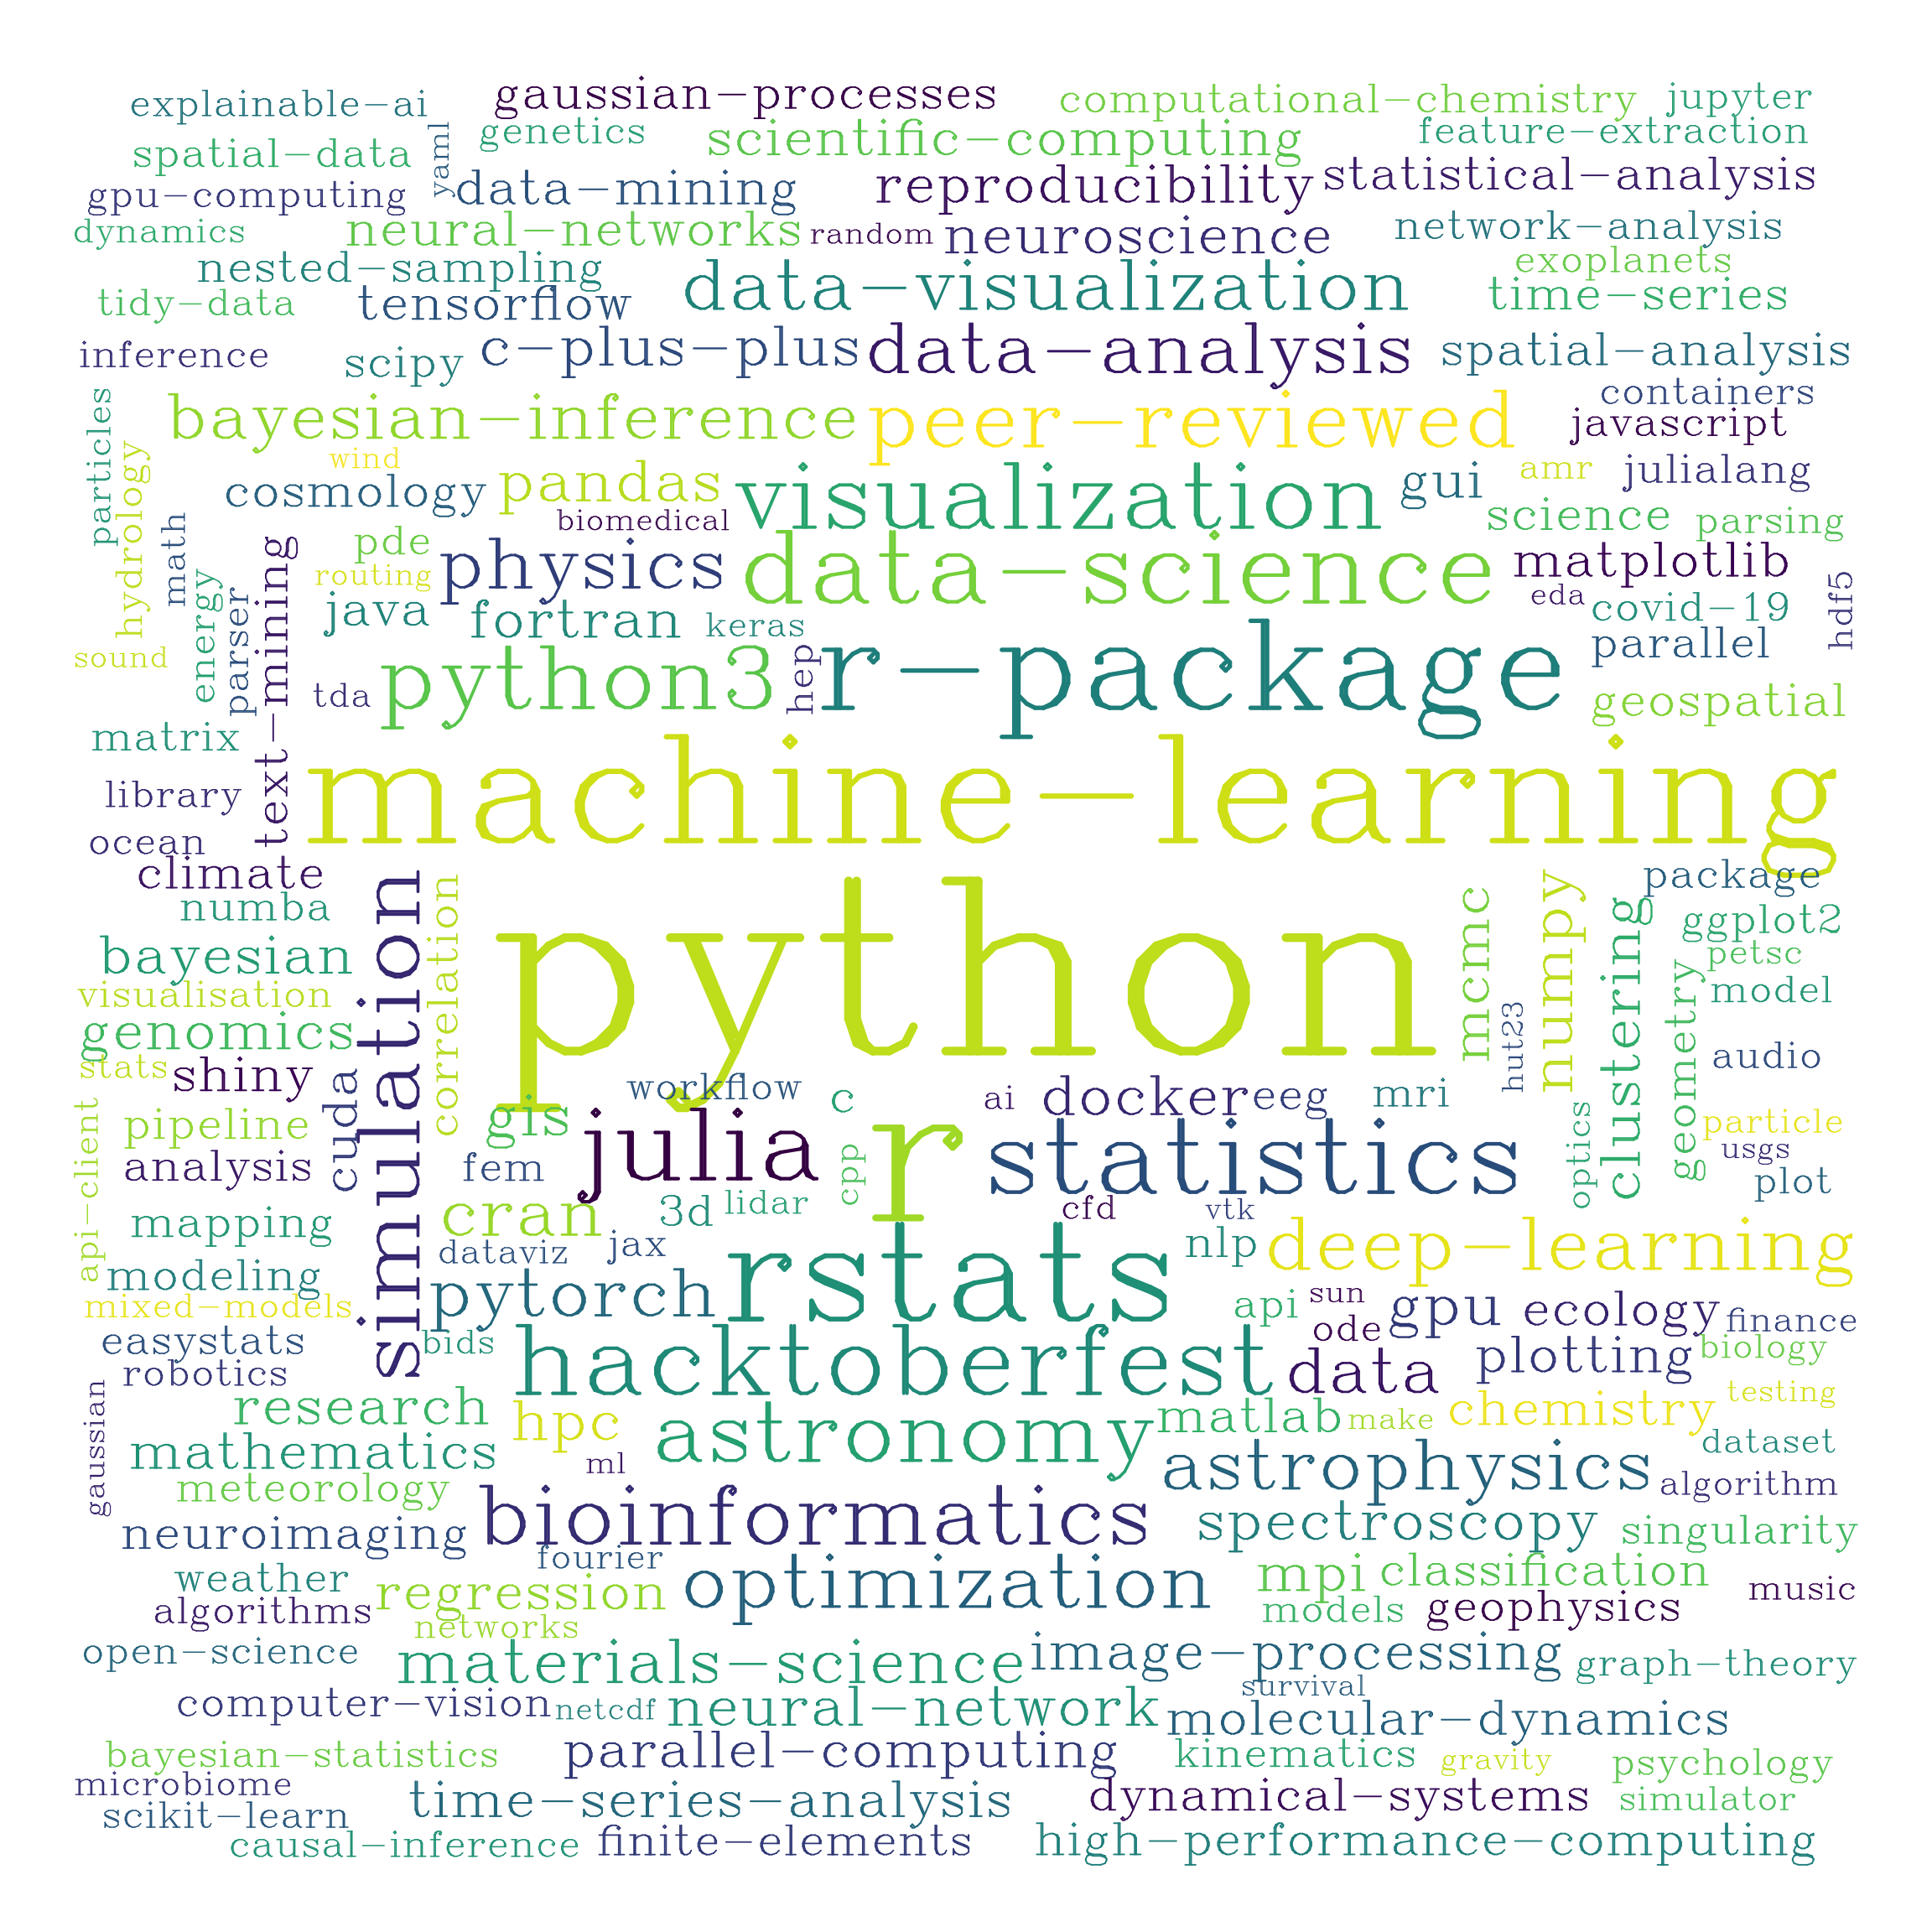 explainable-ai
gaussian-processes
computational-chemistry
jupyter
spatial-data
yaml
genetics
scientific-computing
feature-extraction
gpu-computing
data-mining
reproducibility
statistical-analysis
dynamics
neural-networks
random
neuroscience
network-analysis
nested-sampling
data-visualization
exoplanets
tidy-data
tensorflow
time-series
inference
scipy
c-plus-plus
data-analysis
spatial-analysis
particles
bayesian-inference
peer-reviewed
containers
javascript
hydrology
wind
cosmology
pandas
visualization
gui
amr
julialang
math
biomedical
science
parsing
text-mining
pde
physics
data-science
matplotlib
hdf5
energy
routing
eda
parser
java
fortran
keras
covid-19
sound
r-package
parallel
tda
python3
hep
geospatial
matrix
machine-learning
library
ocean
climate
simulation
package
numba
correlation
python
mcmc
numpy
clustering
ggplot2
bayesian
petsc
visualisation
geometry
model
genomics
hut23
stats
shiny
cuda
workflow
c
ai
docker
eeg
mri
audio
api-client
pipeline
gis
julia
r
statistics
optics
particle
analysis
fem
cpp
usgs
plot
mapping
cran
3d
lidar
cfd
vtk
modeling
dataviz
jax
rstats
nlp
deep-learning
mixed-models
pytorch
api
sun
gpu
ecology
finance
easystats
bids
hacktoberfest
ode
robotics
data
plotting
biology
gaussian
research
hpc
astronomy
matlab
make
chemistry
testing
mathematics
ml
astrophysics
dataset
meteorology
algorithm
neuroimaging
bioinformatics
spectroscopy
singularity
weather
fourier
optimization
mpi
classification
music
algorithms
regression
models
geophysics
networks
open-science
materials-science
image-processing
graph-theory
computer-vision
netcdf
neural-network
survival
molecular-dynamics
bayesian-statistics
parallel-computing
kinematics
gravity
psychology
microbiome
time-series-analysis
dynamical-systems
simulator
scikit-learn
causal-inference
finite-elements
high-performance-computing